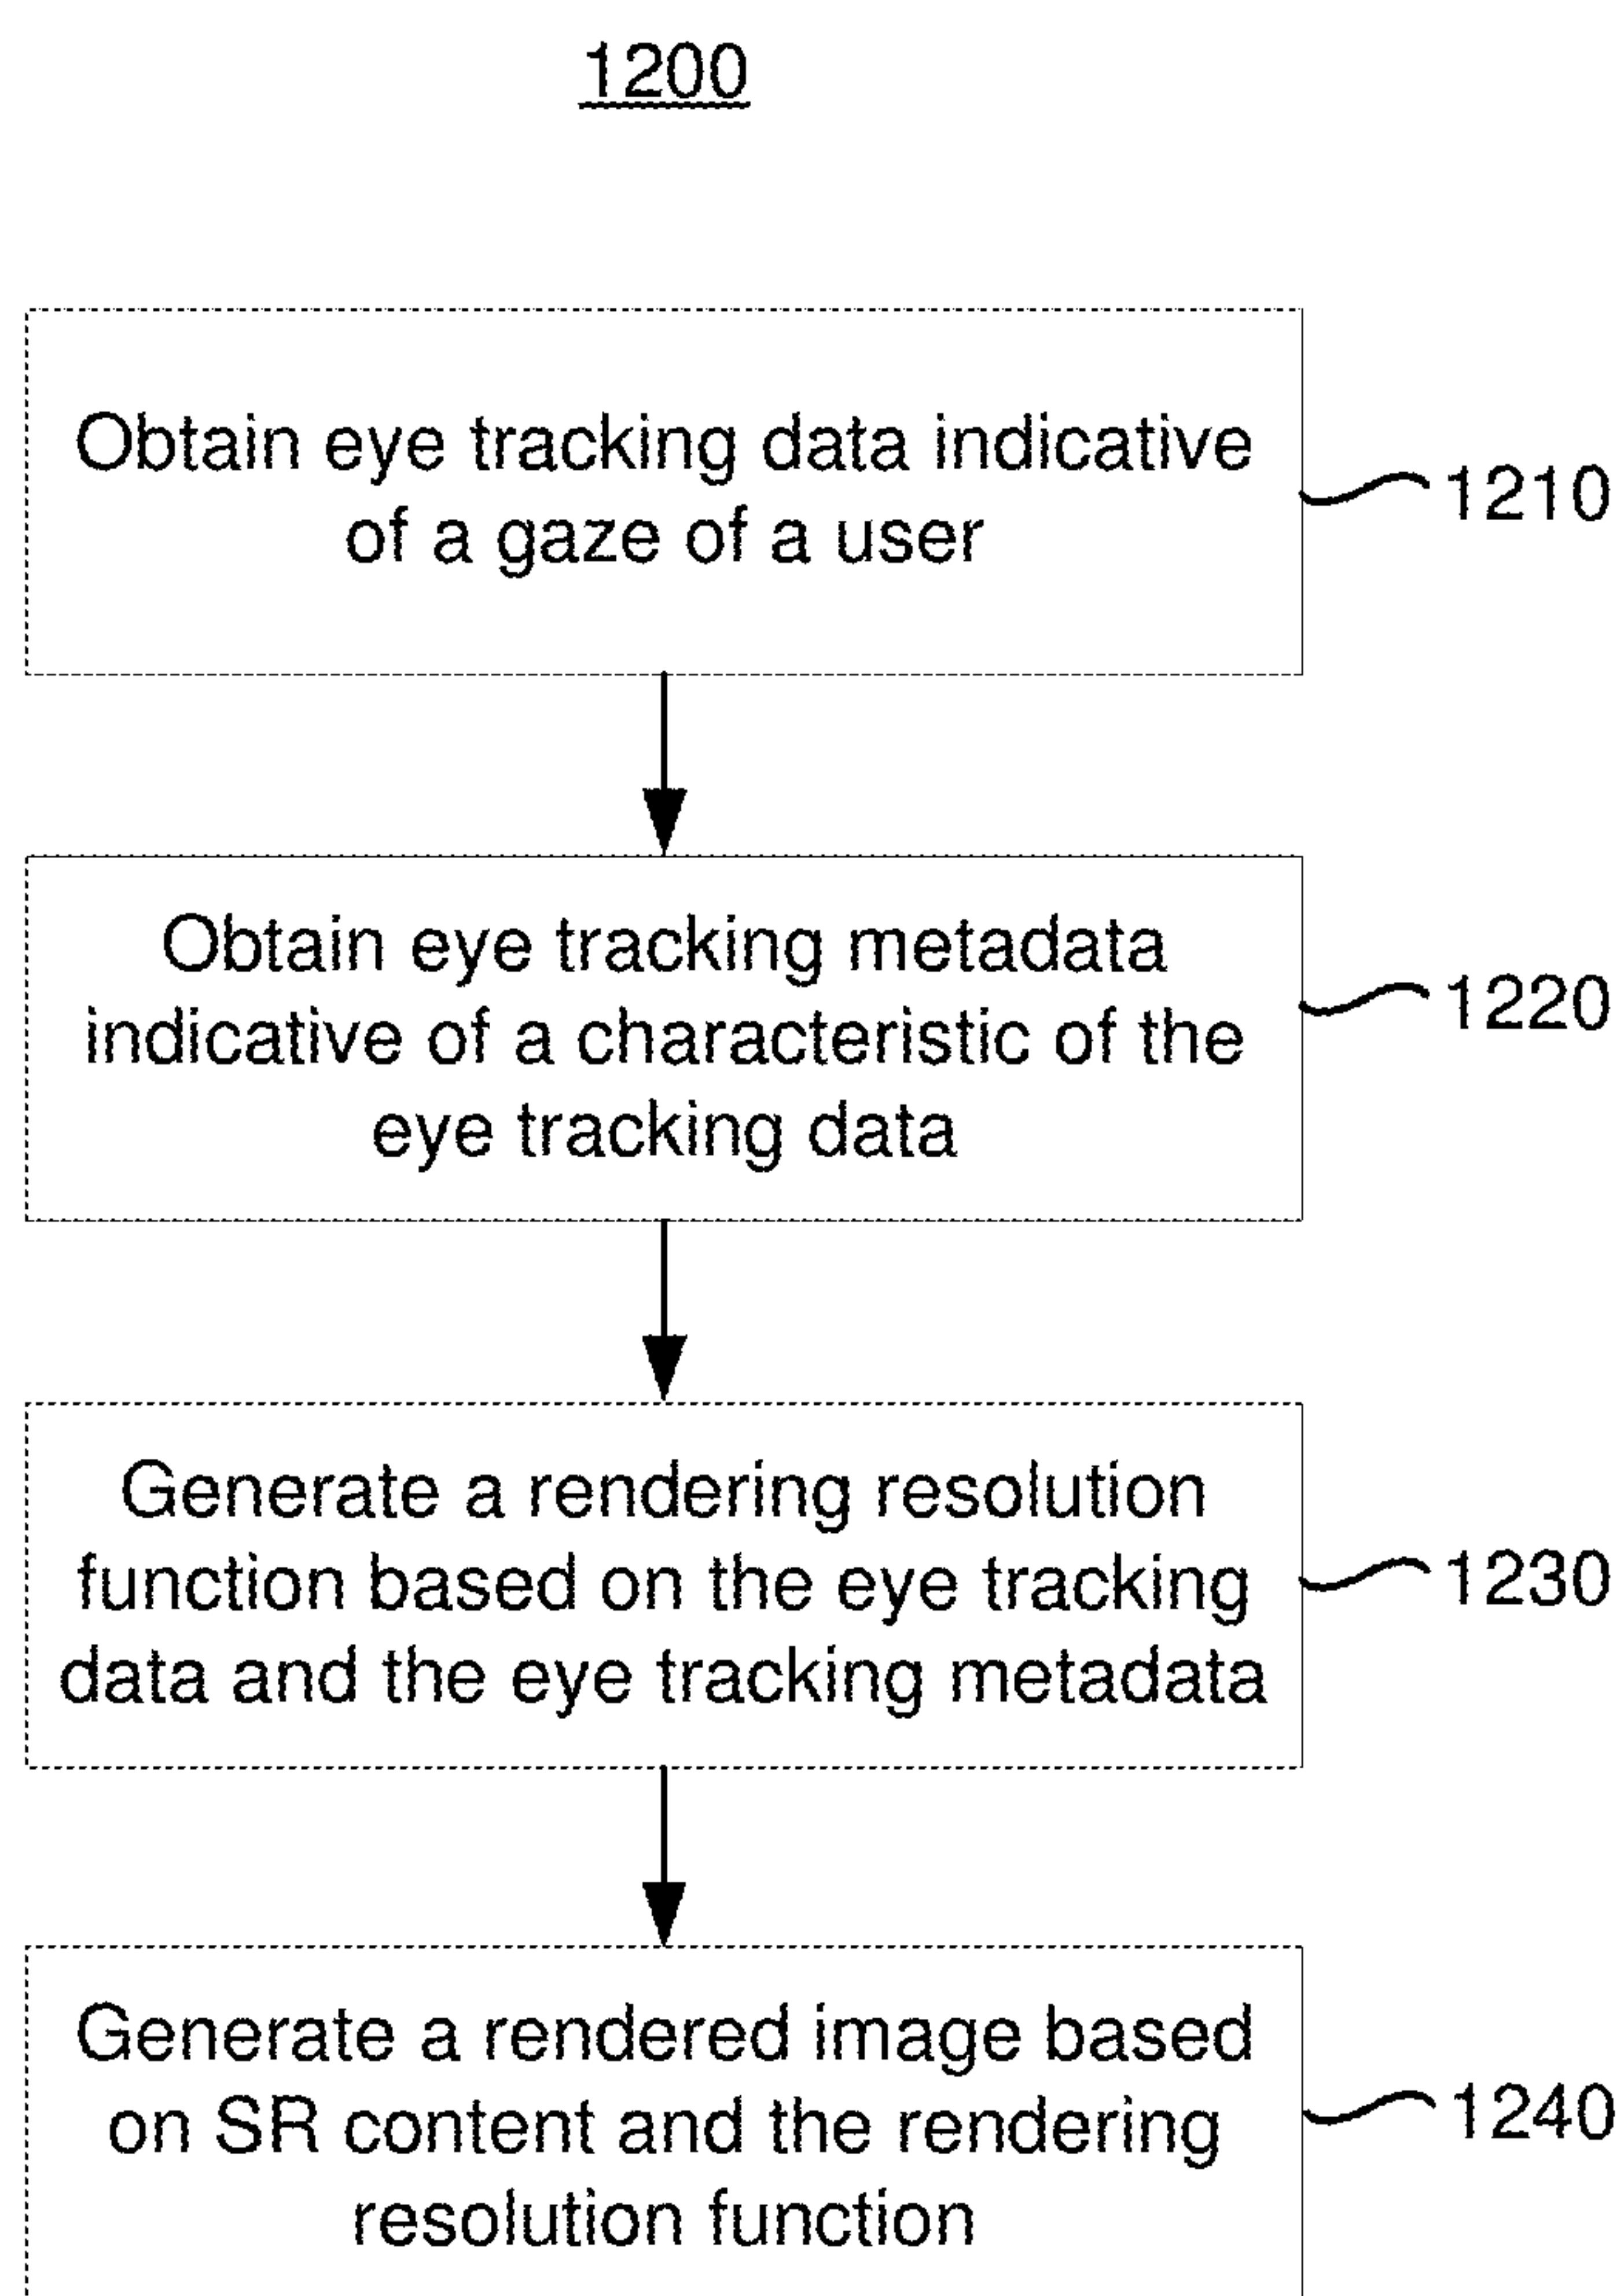 1200
Obtain eye tracking data indicative
of a gaze of a user
1210
Obtain eye tracking metadata
indicative of a characteristic of the
eye tracking data
1220
Generate a rendering resolution
function based on the eye tracking
data and the eye tracking metadata
1230
Generate a rendered image based
on SR content and the rendering
resolution function
1240